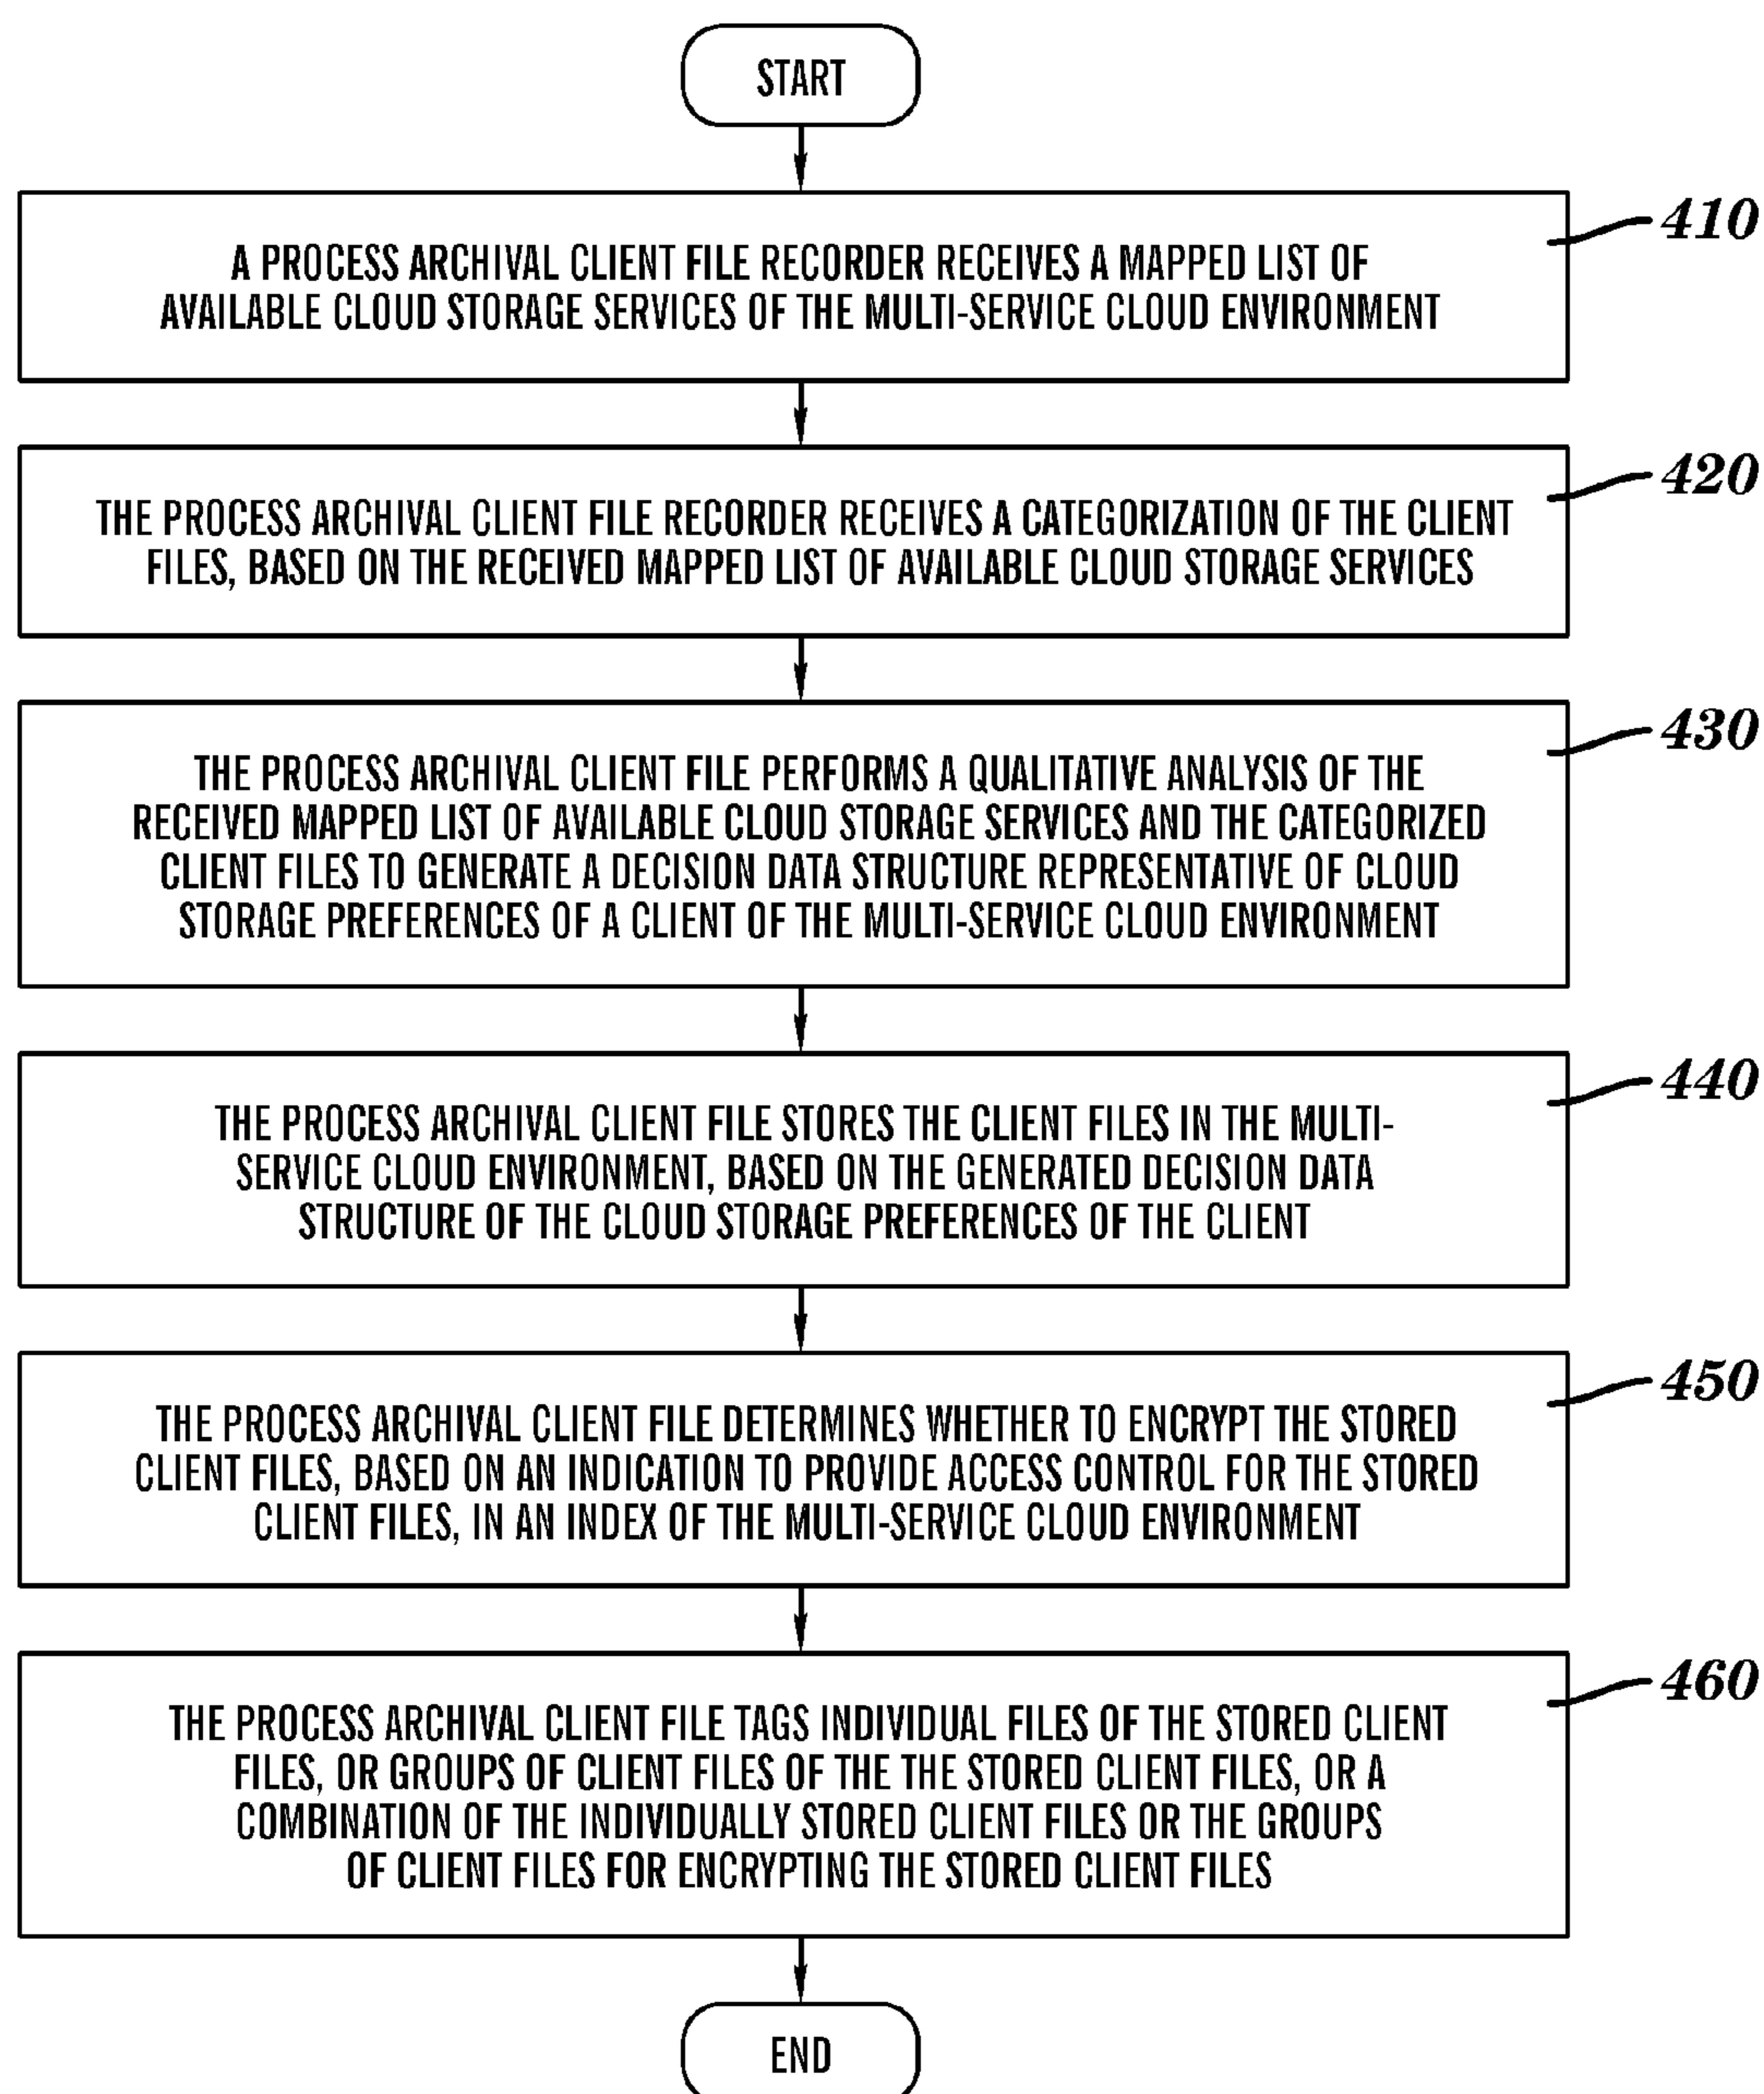 START
410
A PROCESS ARCHIVAL CLIENT FILE RECORDER RECEIVES A MAPPED LIST OF
AVAILABLE CLOUD STORAGE SERVICES OF THE MULTI-SERVICE CLOUD ENVIRONMENT
420
THE PROCESS ARCHIVAL CLIENT FILE RECORDER RECEIVES A CATEGORIZATION OF THE CLIENT
FILES, BASED ON THE RECEIVED MAPPED LIST OF AVAILABLE CLOUD STORAGE SERVICES
430
THE PROCESS ARCHIVAL CLIENT FILE PERFORMS A QUALITATIVE ANALYSIS OF THE
RECEIVED MAPPED LIST OF AVAILABLE CLOUD STORAGE SERVICES AND THE CATEGORIZED
CLIENT FILES TO GENERATE A DECISION DATA STRUCTURE REPRESENTATIVE OF CLOUD
STORAGE PREFERENCES OF A CLIENT OF THE MULTI-SERVICE CLOUD ENVIRONMENT
440
THE PROCESS ARCHIVAL CLIENT FILE STORES THE CLIENT FILES IN THE MULTI-
SERVICE CLOUD ENVIRONMENT, BASED ON THE GENERATED DECISION DATA
STRUCTURE OF THE CLOUD STORAGE PREFERENCES OF THE CLIENT
450
THE PROCESS ARCHIVAL CLIENT FILE DETERMINES WHETHER TO ENCRYPT THE STORED
CLIENT FILES, BASED ON AN INDICATION TO PROVIDE ACCESS CONTROL FOR THE STORED
CLIENT FILES, IN AN INDEX OF THE MULTI-SERVICE CLOUD ENVIRONMENT
460
THE PROCESS ARCHIVAL CLIENT FILE TAGS INDIVIDUAL FILES OF THE STORED CLIENT
FILES, OR GROUPS OF CLIENT FILES OF THE THE STORED CLIENT FILES, OR A
COMBINATION OF THE INDIVIDUALLY STORED CLIENT FILES OR THE GROUPS
OF CLIENT FILES FOR ENCRYPTING THE STORED CLIENT FILES
END